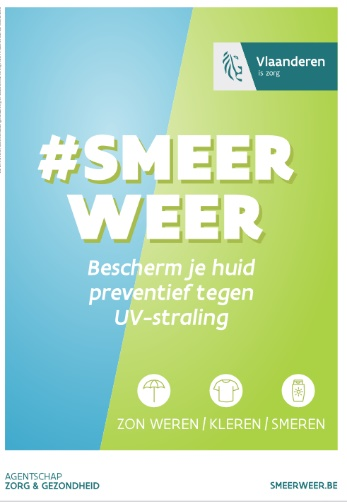 Vlaanderen
is zorg
#SMEER
WEER
Bescherm je huid
preventief tegen
UV-straling
ZON WEREN / KLEREN / SMEREN
AGENTSCHAP
ZORG & GEZONDHEID
SMEERWEER.BE